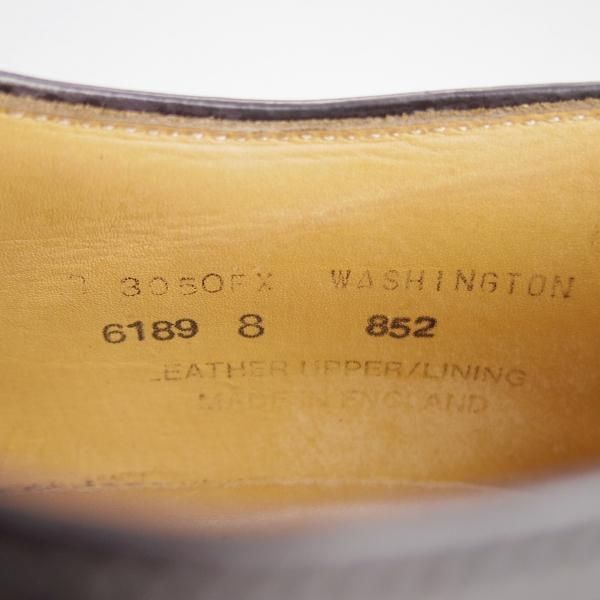 3050FX WASHINGTON
6189 8 852
LEATHER UPPER/LINING
MADE IN ENGLAND